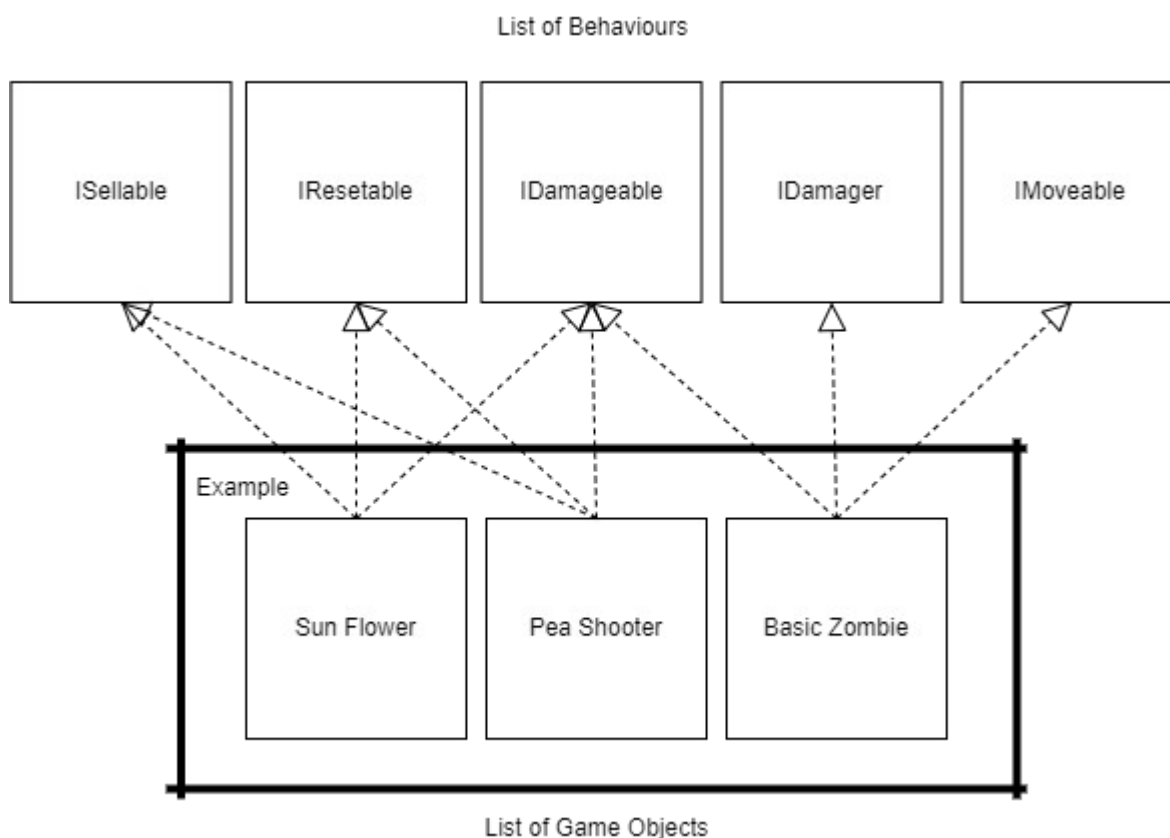 List of Behaviours
ISellable
IResetable
IDamageable
IDamager
IMoveable
Example
Sun Flower
Pea Shooter
Basic Zombie
List of Game Objects